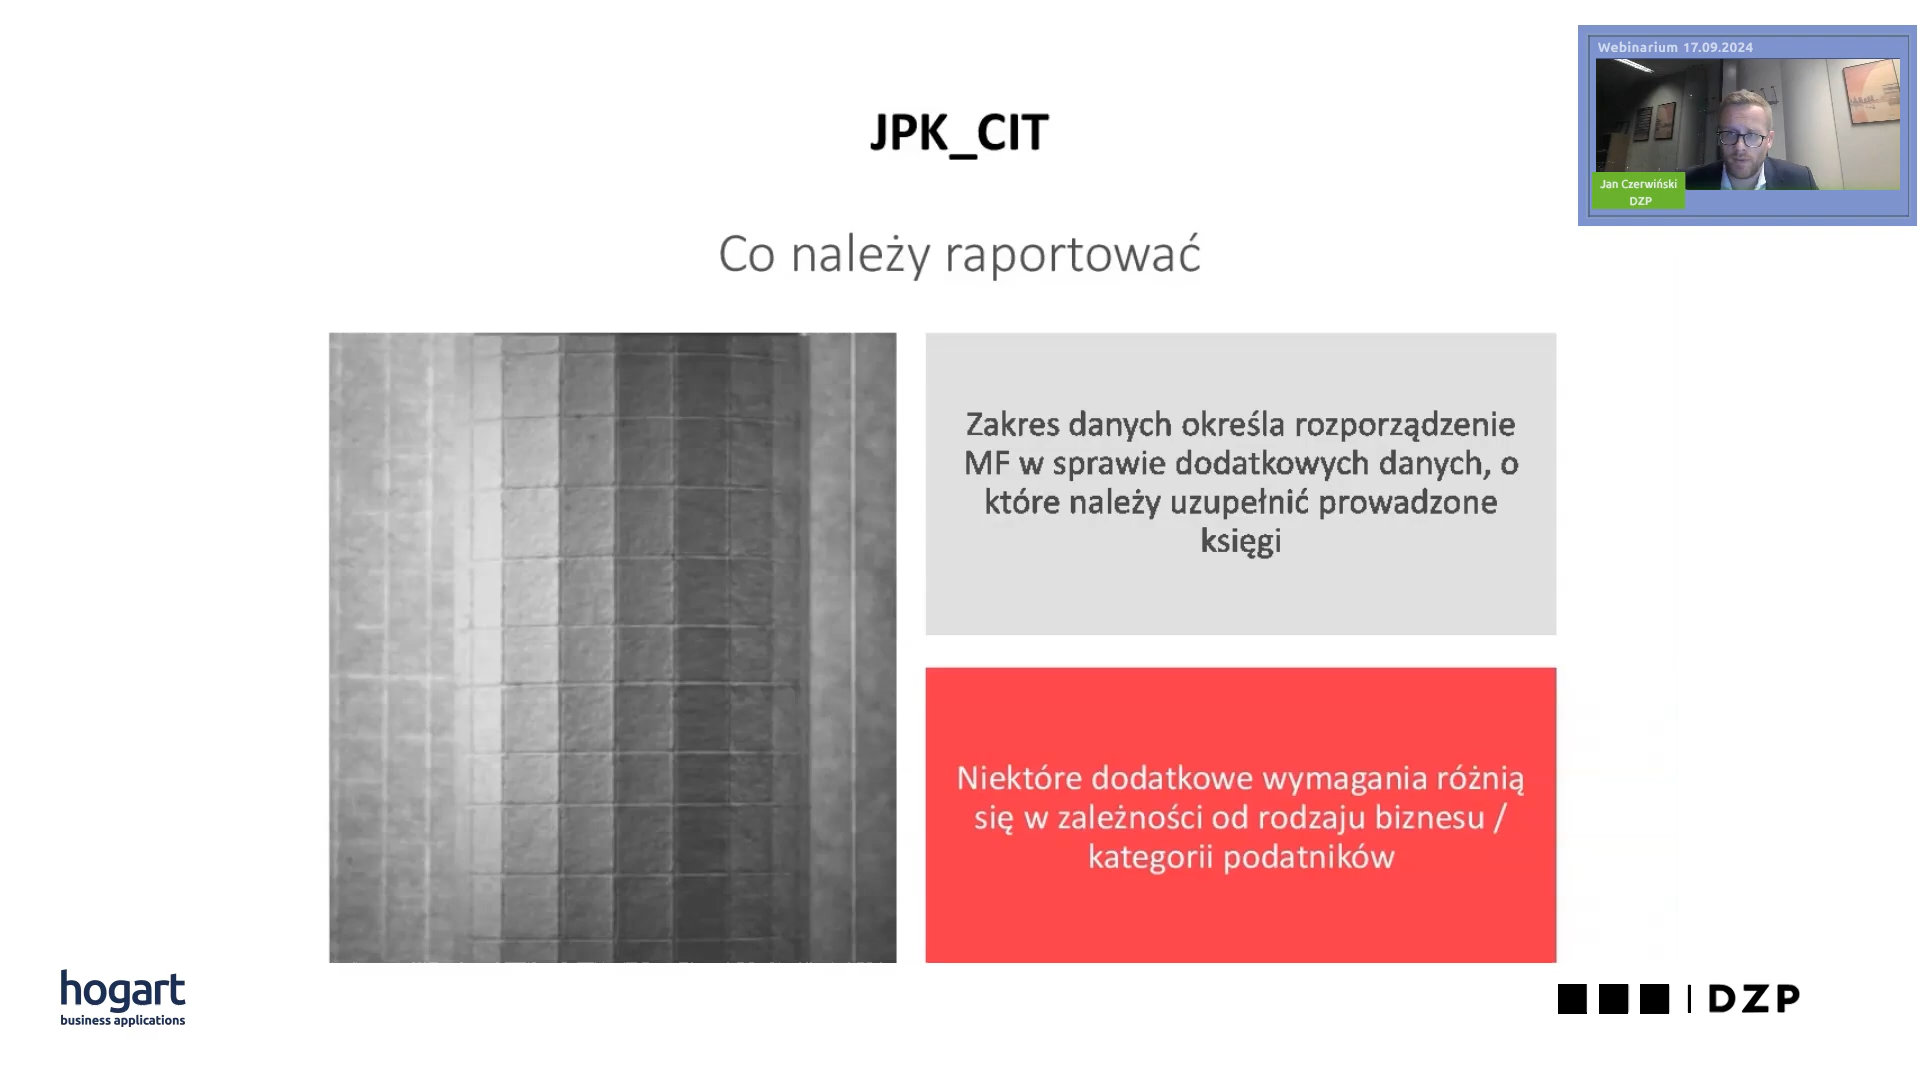 Webinarium 17.09.2024
Jan Czerwiński
DZP
JPK_CIT
Co należy raportować
Zakres danych określa rozporządzenie
MF w sprawie dodatkowych danych, o
które należy uzupełnić prowadzone
księgi
Niektóre dodatkowe wymagania różnią
się w zależności od rodzaju biznesu /
kategorii podatników
hogart
business applications
DZP